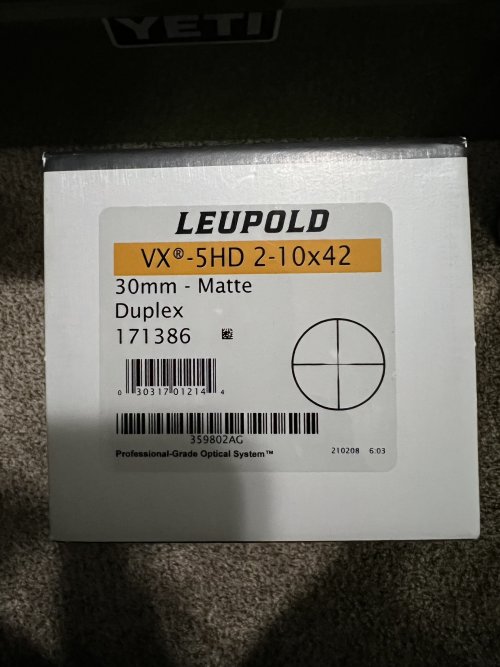 YETI
LEUPOLD
VX®-5HD 2-10x42
30mm - Matte
Duplex
171386
0 30317 01214 4
359802AG
Professional-Grade Optical System™
210208 6:03